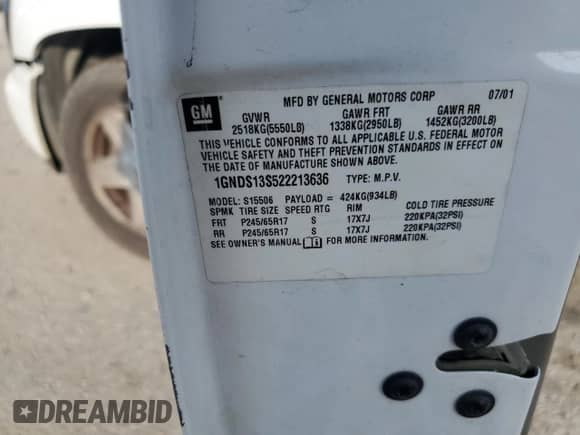 GM
MFD BY GENERAL MOTORS CORP 07/01
GVWR GAWR FRT GAWR RR
2518KG(5550LB) 1338KG(2950LB) 1452KG(3200LB)
THIS VEHICLE CONFORMS TO ALL APPLICABLE U.S. FEDERAL MOTOR
VEHICLE SAFETY AND THEFT PREVENTION STANDARDS IN EFFECT ON
THE DATE OF MANUFACTURE SHOWN ABOVE.
1GNDS13S522213636 TYPE: M.P.V.
MODEL: S15506 PAYLOAD = 424KG(934LB)
SPMK TIRE SIZE SPEED RTG RIM COLD TIRE PRESSURE
FRT P245/65R17 S 17X7J 220KPA(32PSI)
RR P245/65R17 S 17X7J 220KPA(32PSI)
SEE OWNER'S MANUAL FOR MORE INFORMATION.
DREAMBID